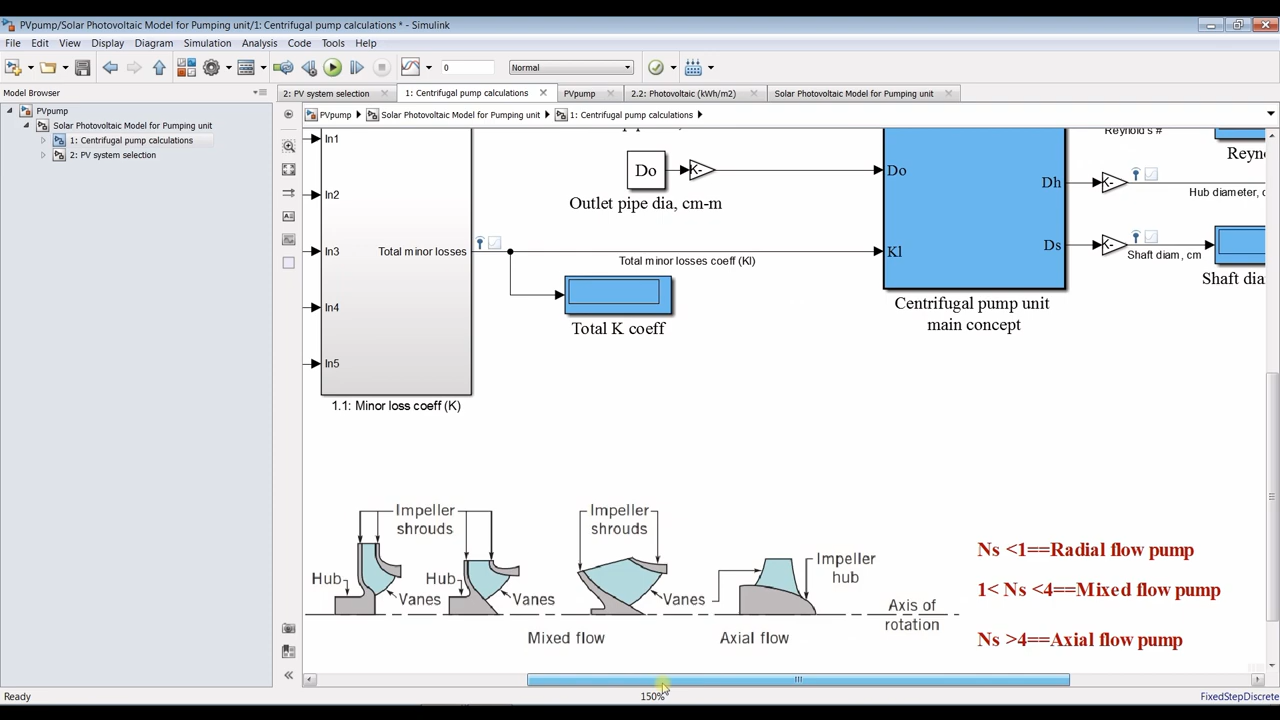 PVpump/Solar Photovoltaic Model for Pumping unit/1: Centrifugal pump calculations * - Simulink
File Edit View Display Diagram Simulation Analysis Code Tools Help
0 Normal
Model Browser
2: PV system selection 1: Centrifugal pump calculations PVpump 2.2: Photovoltaic (kWh/m2) Solar Photovoltaic Model for Pumping unit
PVpump
Solar Photovoltaic Model for Pumping unit
1: Centrifugal pump calculations
2: PV system selection
PVpump Solar Photovoltaic Model for Pumping unit 1: Centrifugal pump calculations
In1
In2
In3
In4
In5
Total minor losses
1.1: Minor loss coeff (K)
Do
K-
Outlet pipe dia, cm-m
Total minor losses coeff (Kl)
Total K coeff
Do
Kl
Dh
Ds
Centrifugal pump unit
main concept
Reynold's #
Reyno
K-
Hub diameter, c
K-
Shaft diam, cm
Shaft dia
Impeller
shrouds
Impeller
shrouds
Impeller
hub
Hub
Vanes
Hub
Vanes
Vanes
Axis of
rotation
Mixed flow
Axial flow
Ns <1==Radial flow pump
1< Ns <4==Mixed flow pump
Ns >4==Axial flow pump
Ready
150%
FixedStepDiscrete